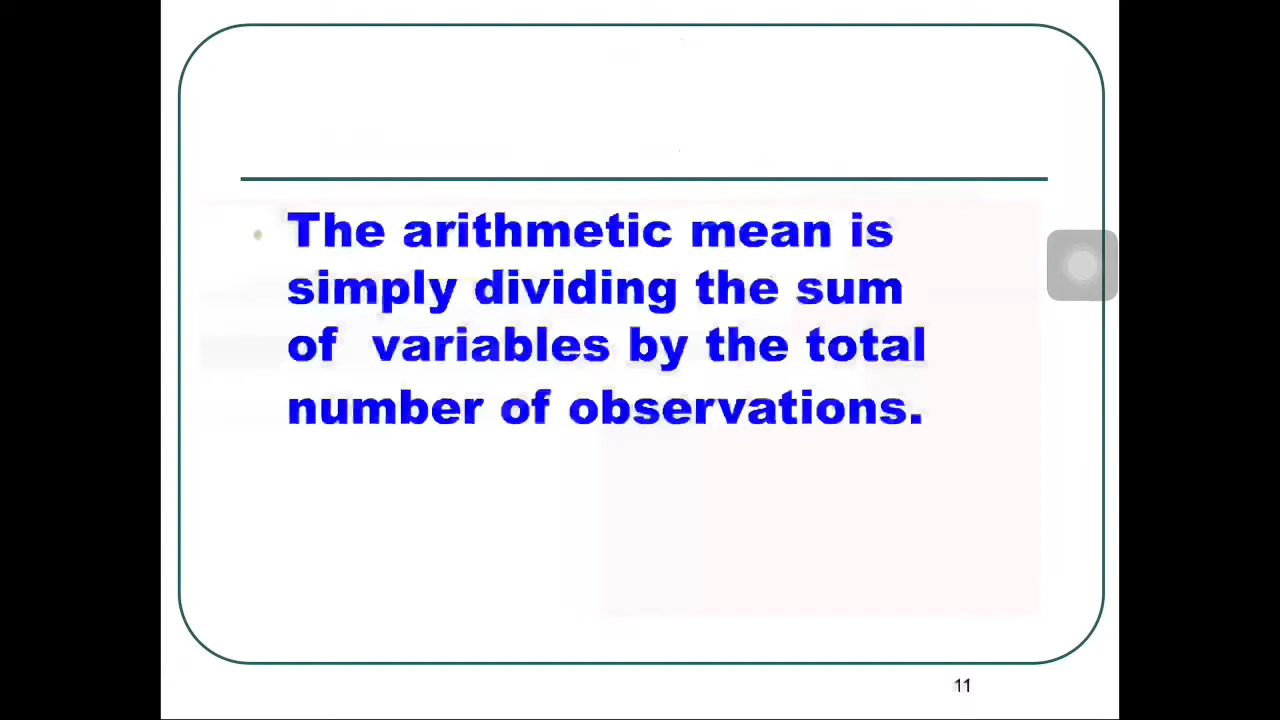 The arithmetic mean is
simply dividing the sum
of variables by the total
number of observations.
11